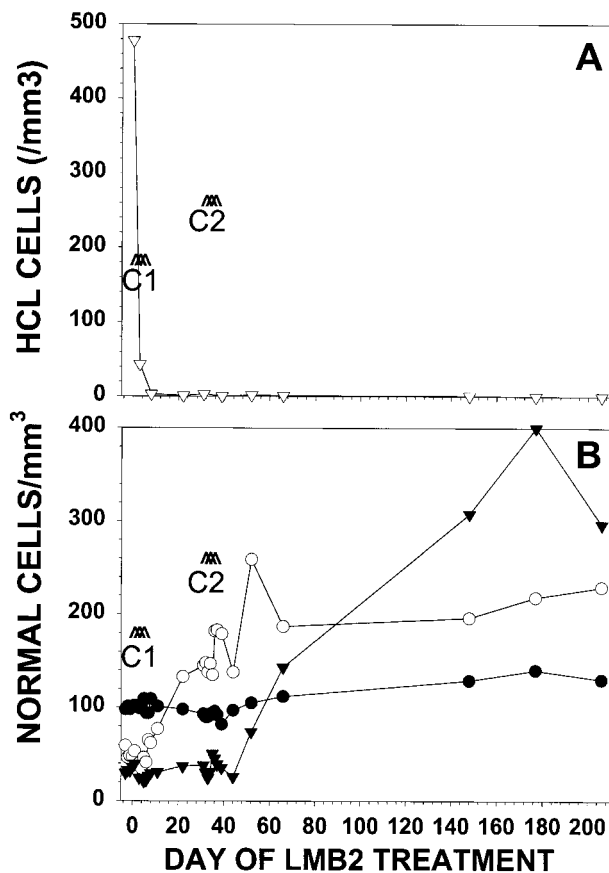 A
HCL CELLS (/mm3)
500
400
300
200
100
0
C1
C2
B
NORMAL CELLS/mm³
400
300
200
100
0
C1
C2
0 20 40 60 80 100 120 140 160 180 200
DAY OF LMB2 TREATMENT